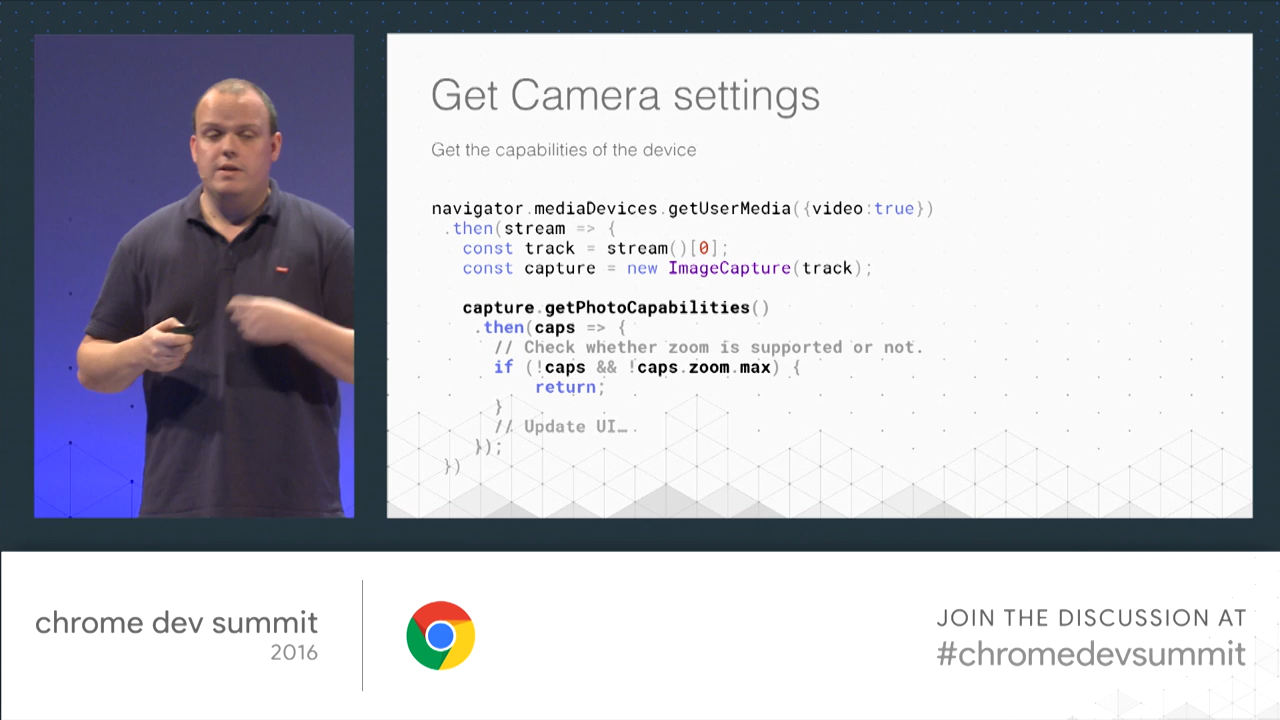 Get Camera settings
Get the capabilities of the device
navigator.mediaDevices.getUserMedia({video:true})
.then(stream => {
const track = stream()[0];
const capture = new ImageCapture(track);
capture.getPhotoCapabilities()
.then(caps => {
// Check whether zoom is supported or not.
if (!caps && !caps.zoom.max) {
return;
}
// Update UI…
});
})
chrome dev summit
2016
JOIN THE DISCUSSION AT
#chromedevsummit